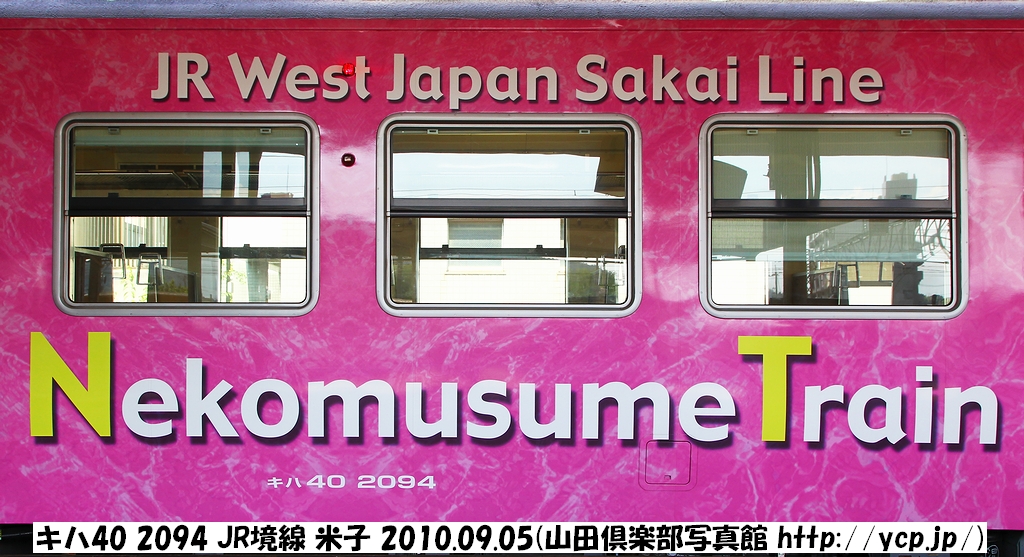 JR West Japan Sakai Line
Nekomusume Train
キハ40 2094
キハ40 2094 JR境線 米子 2010.09.05(山田倶楽部写真館 http://ycp.jp/)